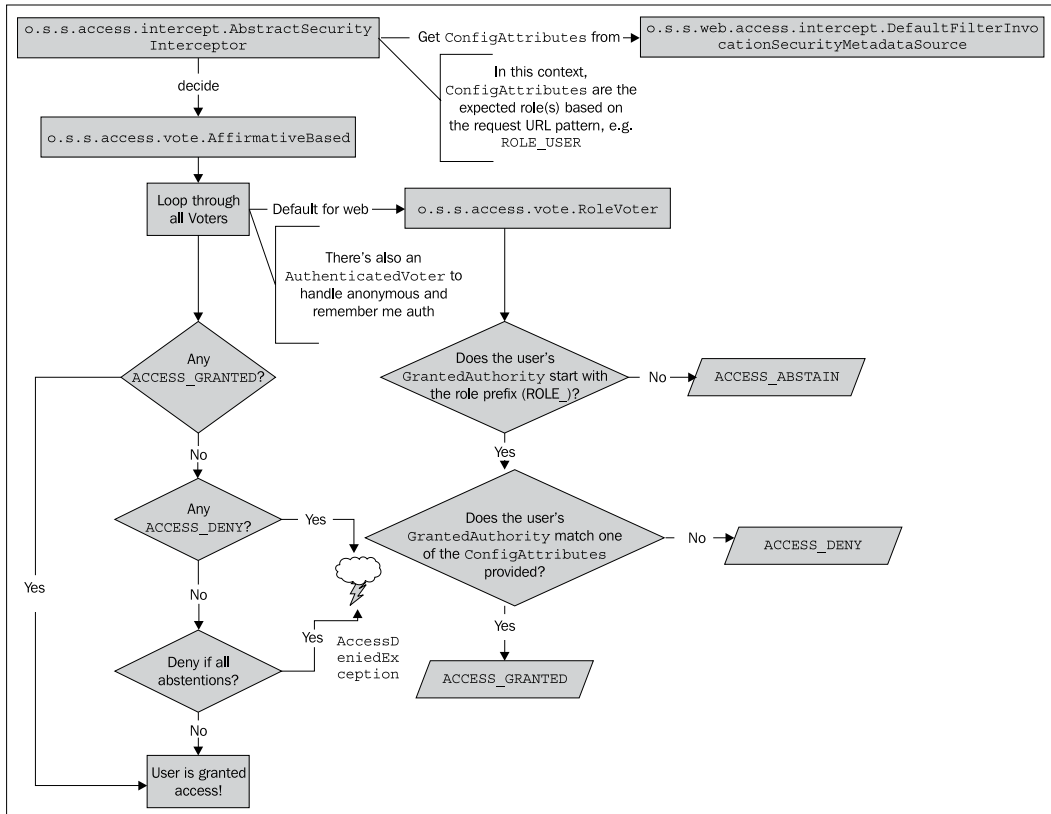 o.s.s.access.intercept.AbstractSecurity
Interceptor
Get ConfigAttributes from
o.s.s.web.access.intercept.DefaultFilterInvo
cationSecurityMetadataSource
In this context,
ConfigAttributes are the
expected role(s) based on
the request URL pattern, e.g.
ROLE_USER
decide
o.s.s.access.vote.AffirmativeBased
Loop through
all Voters
Default for web
o.s.s.access.vote.RoleVoter
There's also an
AuthenticatedVoter to
handle anonymous and
remember me auth
Any
ACCESS_GRANTED?
Does the user's
GrantedAuthority start with
the role prefix (ROLE_)?
No
ACCESS_ABSTAIN
No
Yes
Any
ACCESS_DENY?
Yes
Does the user's
GrantedAuthority match one
of the ConfigAttributes
provided?
No
ACCESS_DENY
Yes
No
Yes
AccessD
eniedEx
ception
Yes
Deny if all
abstentions?
ACCESS_GRANTED
No
User is granted
access!